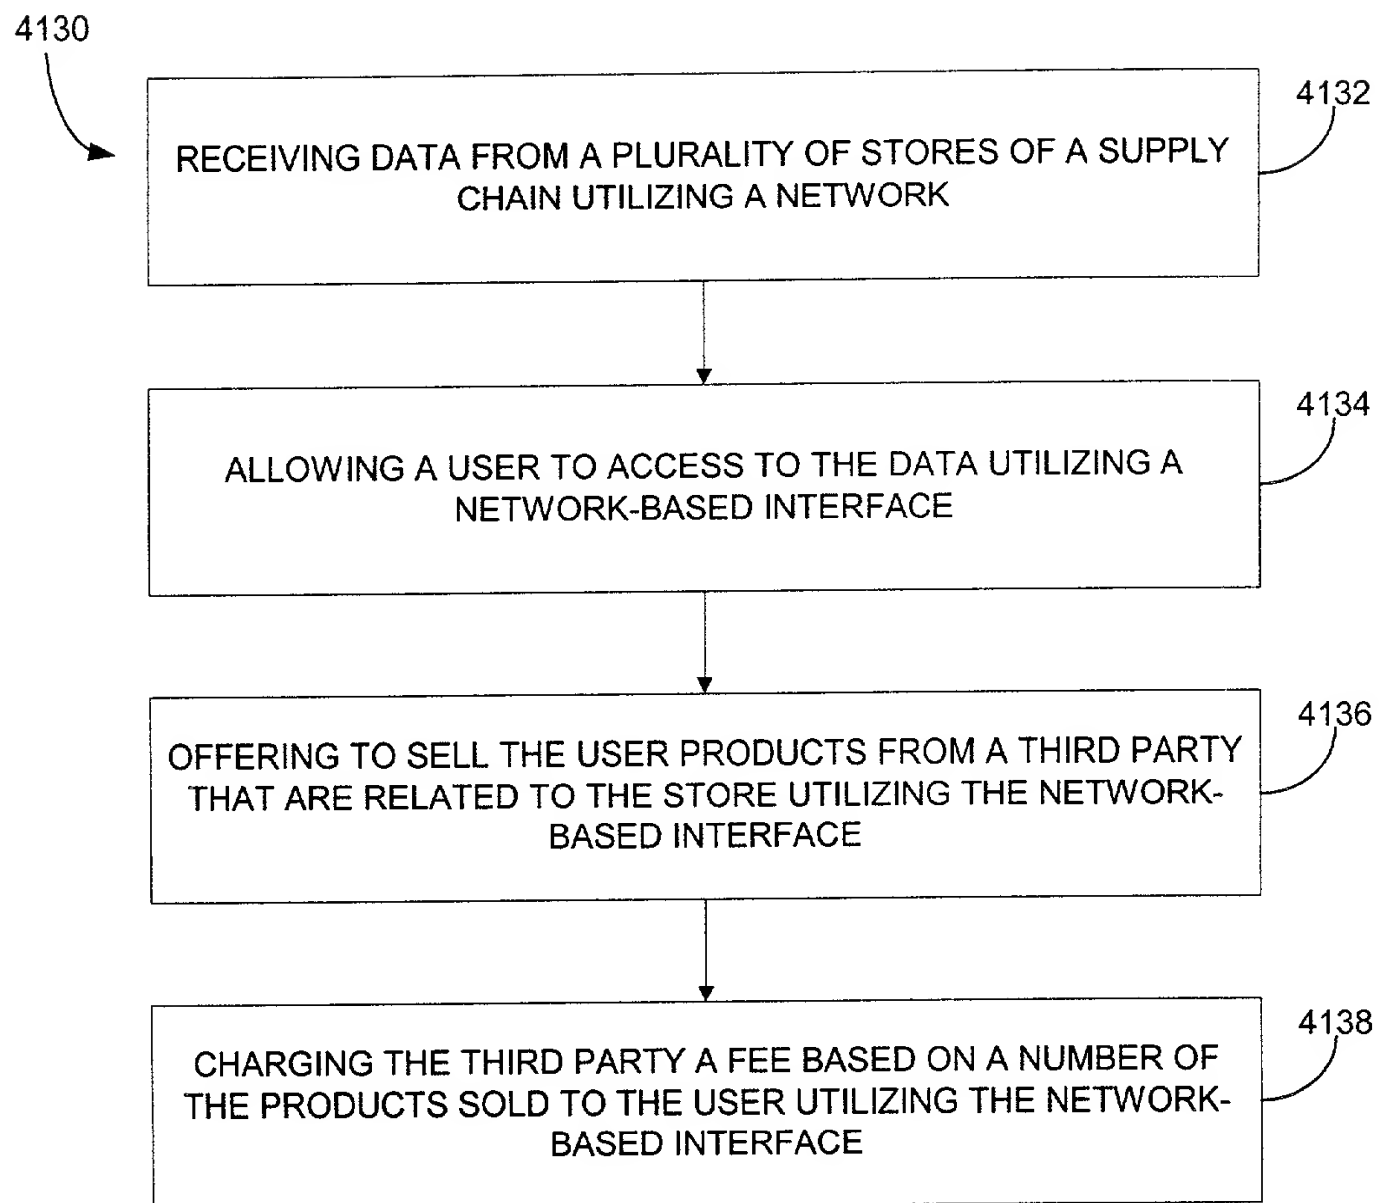 4130
4132
RECEIVING DATA FROM A PLURALITY OF STORES OF A SUPPLY
CHAIN UTILIZING A NETWORK
4134
ALLOWING A USER TO ACCESS TO THE DATA UTILIZING A
NETWORK-BASED INTERFACE
4136
OFFERING TO SELL THE USER PRODUCTS FROM A THIRD PARTY
THAT ARE RELATED TO THE STORE UTILIZING THE NETWORK-
BASED INTERFACE
4138
CHARGING THE THIRD PARTY A FEE BASED ON A NUMBER OF
THE PRODUCTS SOLD TO THE USER UTILIZING THE NETWORK-
BASED INTERFACE